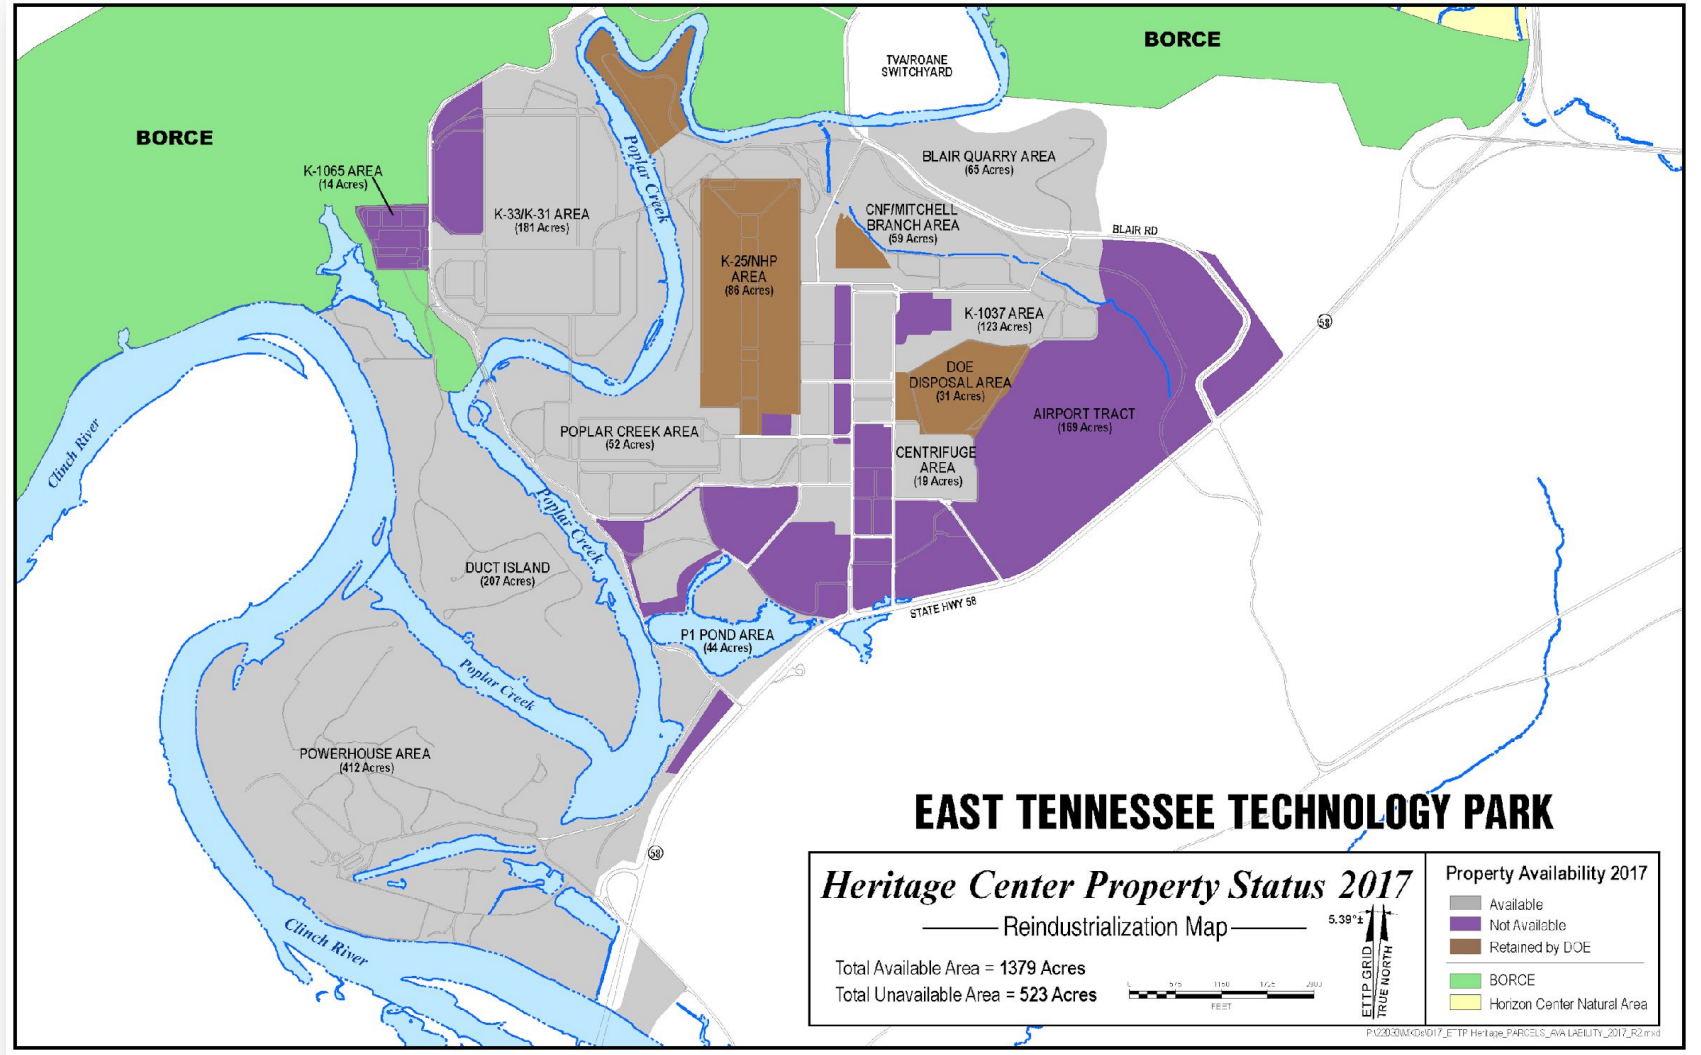 BORCE
TVA/ROANE
SWITCHYARD
BORCE
K-1065 AREA
(14 Acres)
Poplar Creek
BLAIR QUARRY AREA
(65 Acres)
K-33/K-31 AREA
(181 Acres)
CNF/MITCHELL
BRANCH AREA
(59 Acres)
BLAIR RD
K-25/NHP
AREA
(86 Acres)
K-1037 AREA
(123 Acres)
58
DOE
DISPOSAL AREA
(31 Acres)
AIRPORT TRACT
(169 Acres)
Clinch River
POPLAR CREEK AREA
(52 Acres)
CENTRIFUGE
AREA
(19 Acres)
Poplar Creek
DUCT ISLAND
(207 Acres)
STATE HWY 58
P1 POND AREA
(44 Acres)
Poplar Creek
POWERHOUSE AREA
(412 Acres)
58
Clinch River
EAST TENNESSEE TECHNOLOGY PARK
Heritage Center Property Status 2017
Reindustrialization Map
Total Available Area = 1379 Acres
Total Unavailable Area = 523 Acres
0 575 1150 1725 2300
FEET
5.39°±
ETTP GRID
TRUE NORTH
Property Availability 2017
Available
Not Available
Retained by DOE
BORCE
Horizon Center Natural Area